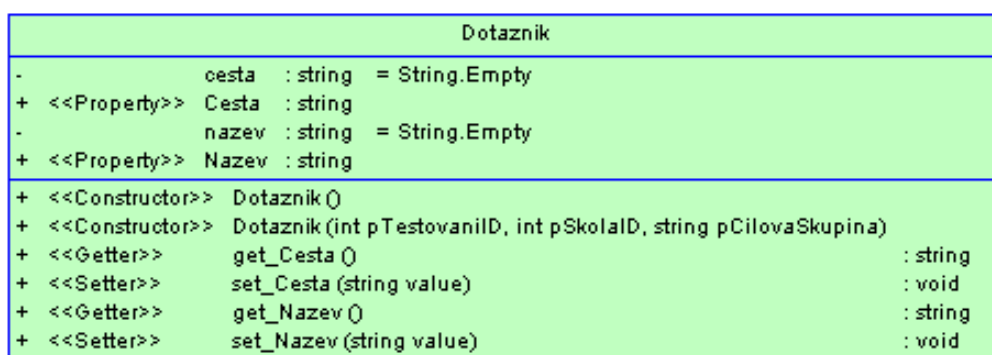 Dotaznik
- cesta : string = String.Empty
+ <<Property>> Cesta : string
- nazev : string = String.Empty
+ <<Property>> Nazev : string
+ <<Constructor>> Dotaznik ()
+ <<Constructor>> Dotaznik (int pTestovaniID, int pSkolaID, string pCilovaSkupina)
+ <<Getter>> get_Cesta () : string
+ <<Setter>> set_Cesta (string value) : void
+ <<Getter>> get_Nazev () : string
+ <<Setter>> set_Nazev (string value) : void